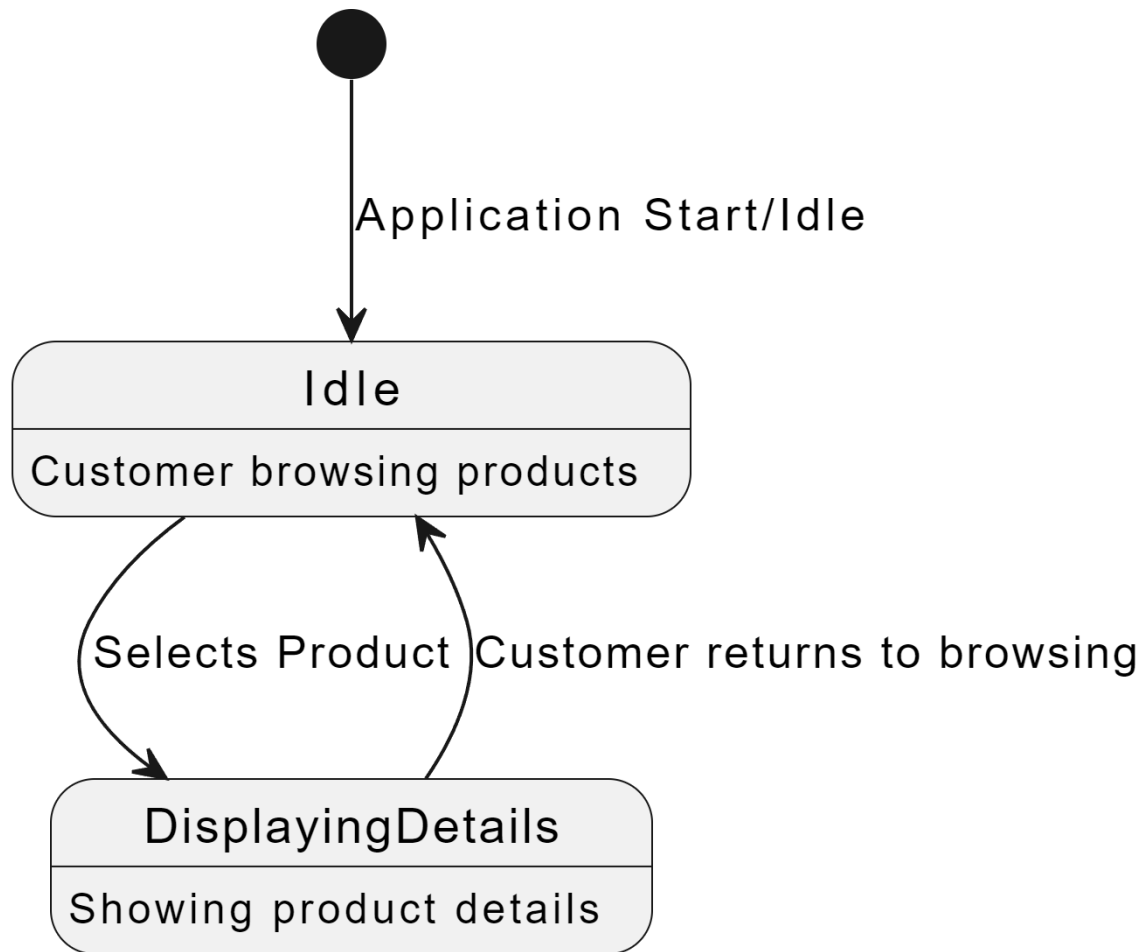 Application Start/Idle
Idle
Customer browsing products
Selects Product
Customer returns to browsing
DisplayingDetails
Showing product details